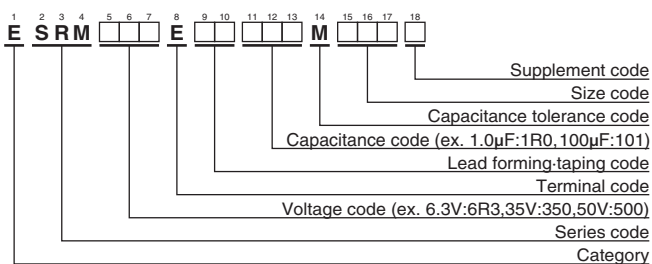 1 2 3 4 5 6 7 8 9 10 11 12 13 14 15 16 17 18
E SRM □□□ E □□ □□□ M □□□ □
Supplement code
Size code
Capacitance tolerance code
Capacitance code (ex. 1.0μF:1R0,100μF:101)
Lead forming·taping code
Terminal code
Voltage code (ex. 6.3V:6R3,35V:350,50V:500)
Series code
Category